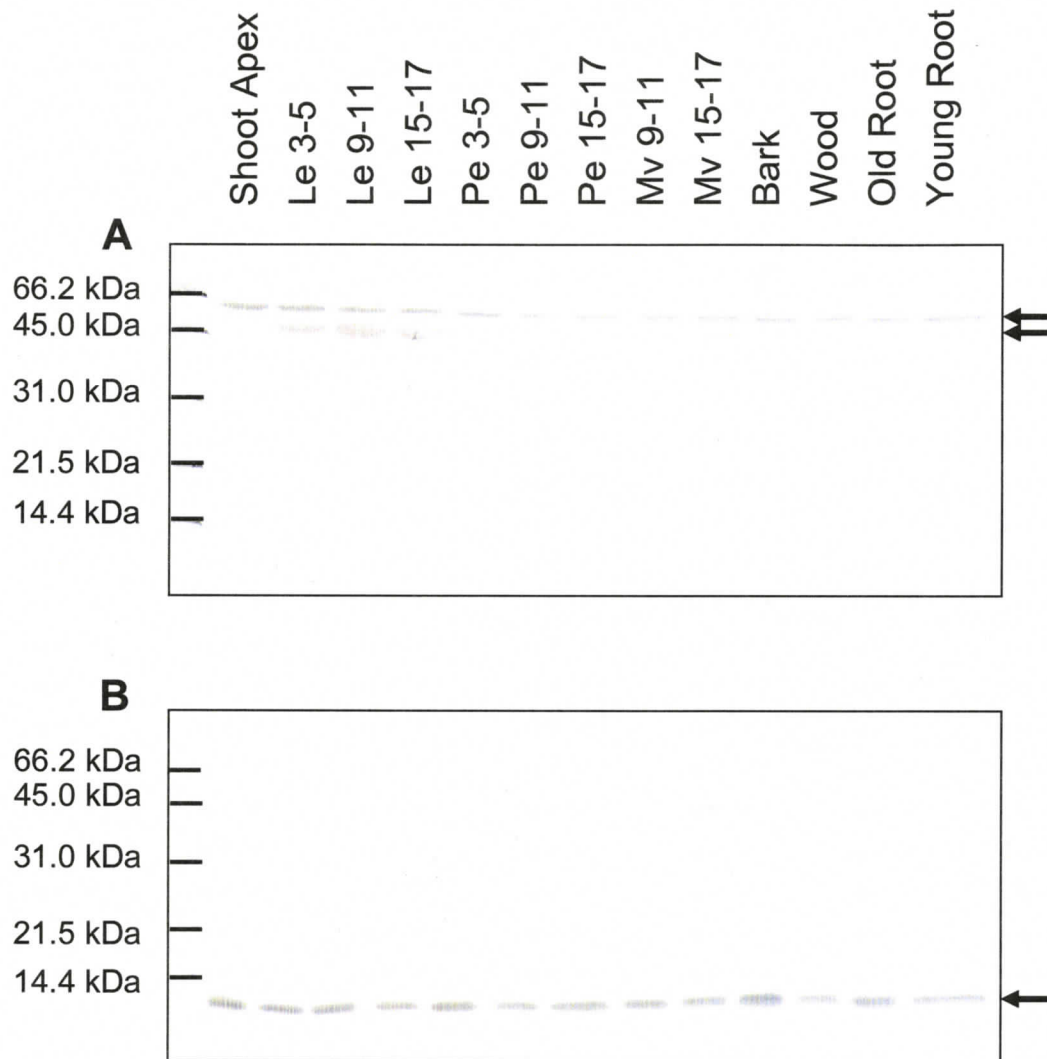 Shoot Apex
Le 3-5
Le 9-11
Le 15-17
Pe 3-5
Pe 9-11
Pe 15-17
Mv 9-11
Mv 15-17
Bark
Wood
Old Root
Young Root
A
66.2 kDa
45.0 kDa
31.0 kDa
21.5 kDa
14.4 kDa
B
66.2 kDa
45.0 kDa
31.0 kDa
21.5 kDa
14.4 kDa